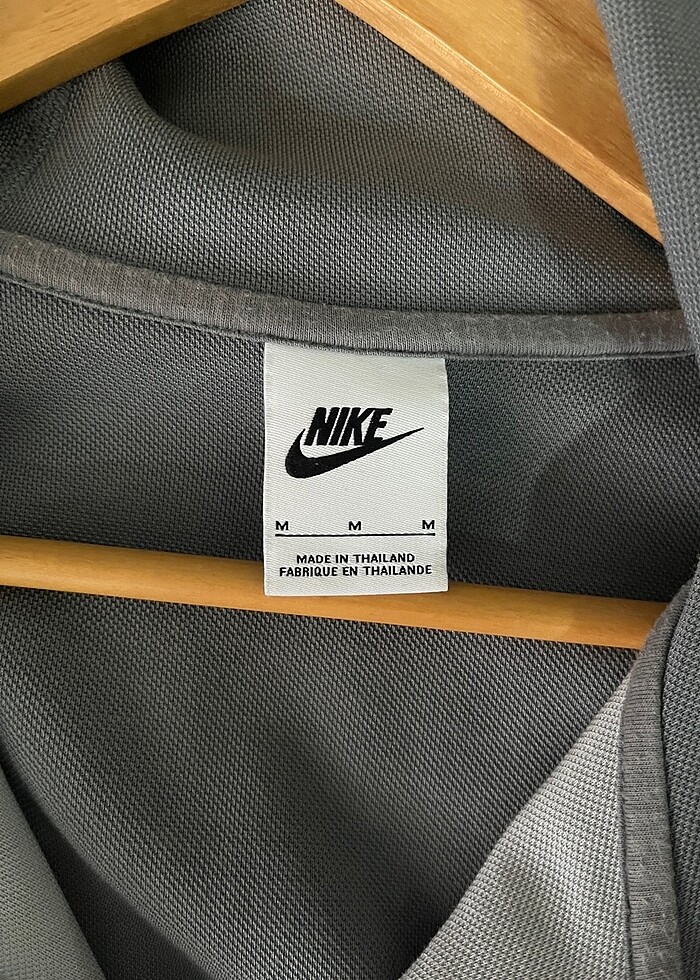 NIKE
M M M
MADE IN THAILAND
FABRIQUE EN THAILANDE